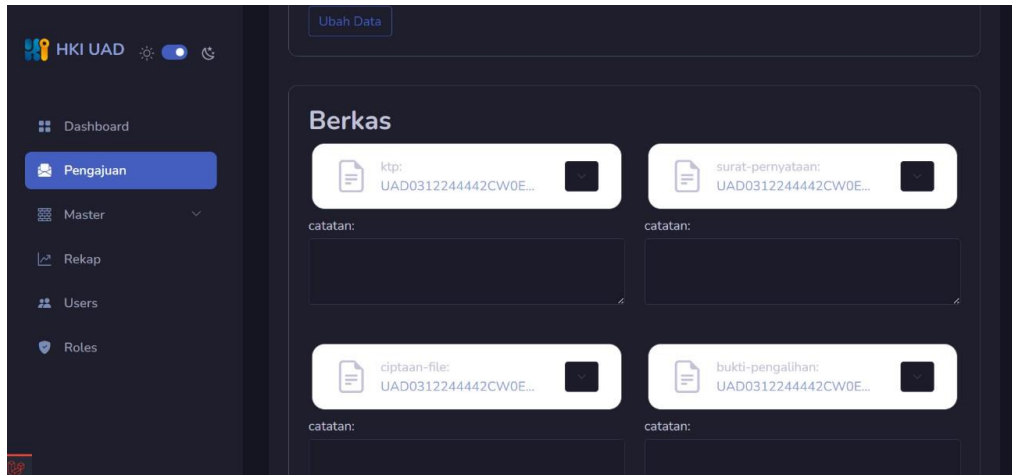 HKI UAD
Dashboard
Pengajuan
Master
Rekap
Users
Roles
Ubah Data
Berkas
ktp:
UAD0312244442CW0E...
surat-pernyataan:
UAD0312244442CW0E...
catatan:
catatan:
ciptaan-file:
UAD0312244442CW0E...
bukti-pengalihan:
UAD0312244442CW0E...
catatan:
catatan: